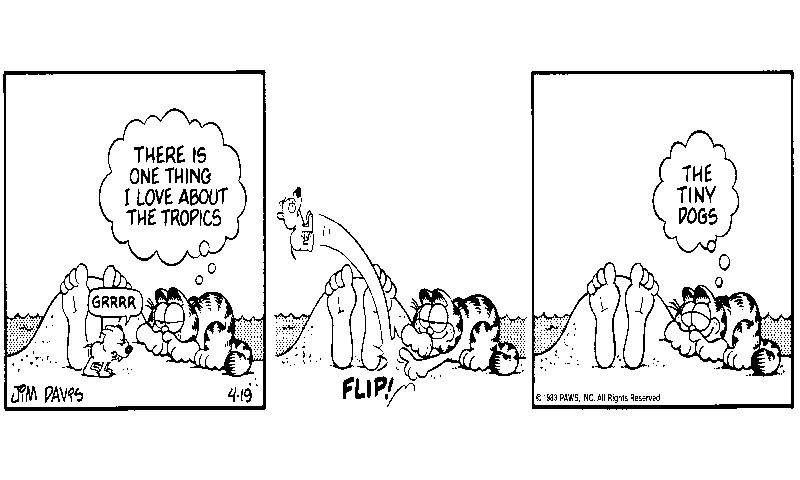 THERE IS
ONE THING
I LOVE ABOUT
THE TROPICS
GRRRR
JIM DAVIS
4-19
FLIP!
THE
TINY
DOGS
© 1983 PAWS, INC. All Rights Reserved